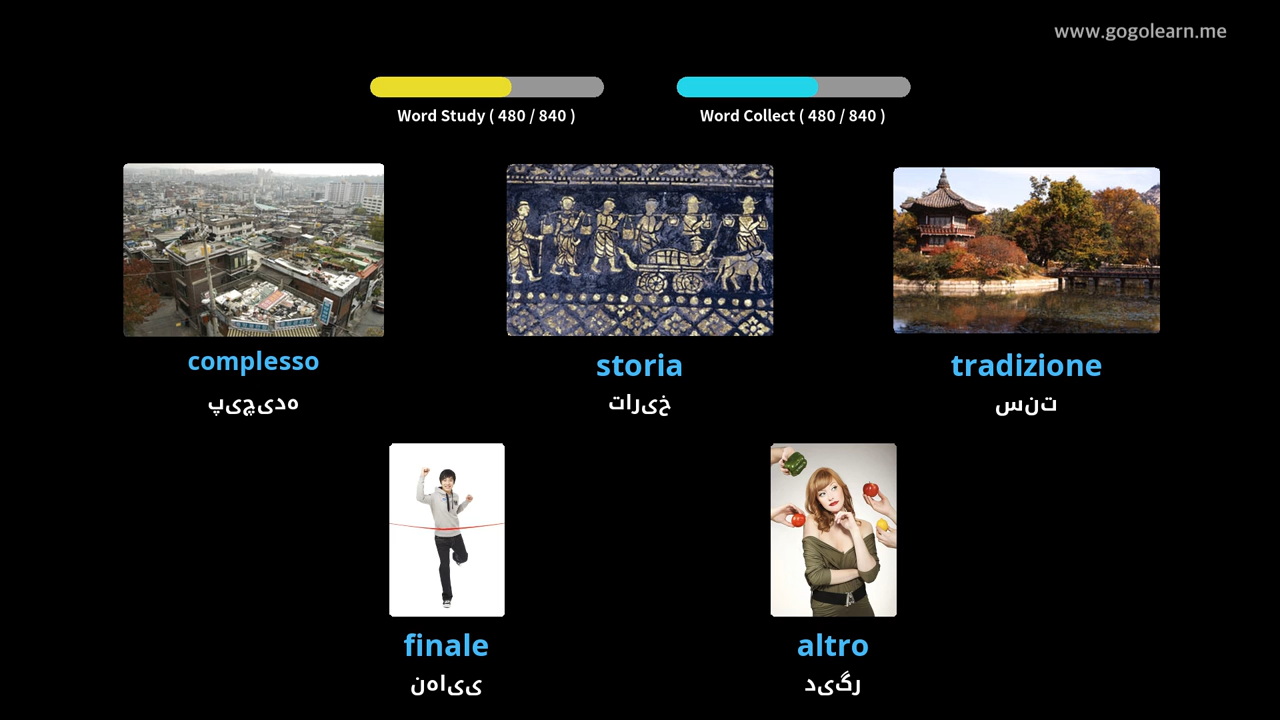 www.gogolearn.me
Word Study ( 480 / 840 )
Word Collect ( 480 / 840 )
complesso
پیچیده
storia
تاریخ
tradizione
سنت
finale
نهایی
altro
دیگر